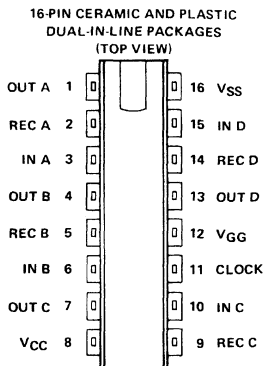 16-PIN CERAMIC AND PLASTIC
DUAL-IN-LINE PACKAGES
(TOP VIEW)
OUT A 1 16 VSS
REC A 2 15 IN D
IN A 3 14 REC D
OUT B 4 13 OUT D
REC B 5 12 VGG
IN B 6 11 CLOCK
OUT C 7 10 IN C
VCC 8 9 REC C